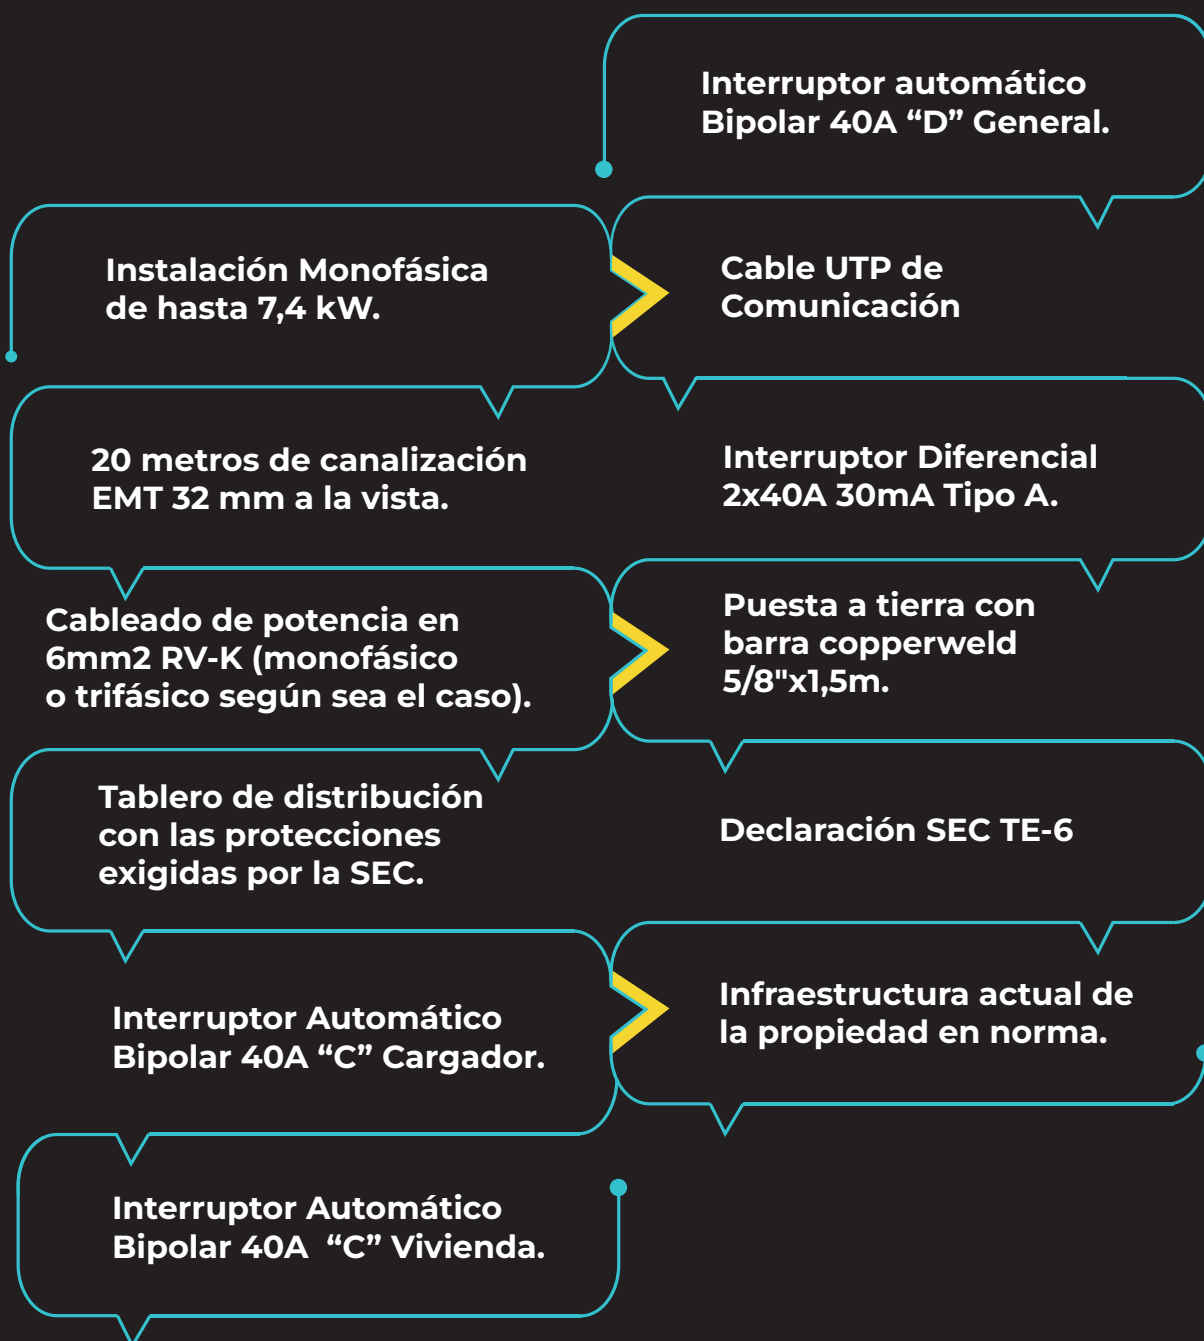 Instalación Monofásica
de hasta 7,4 kW.
20 metros de canalización
EMT 32 mm a la vista.
Cableado de potencia en
6mm2 RV-K (monofásico
o trifásico según sea el caso).
Tablero de distribución
con las protecciones
exigidas por la SEC.
Interruptor Automático
Bipolar 40A “C” Cargador.
Interruptor Automático
Bipolar 40A “C” Vivienda.
Interruptor automático
Bipolar 40A “D” General.
Cable UTP de
Comunicación
Interruptor Diferencial
2x40A 30mA Tipo A.
Puesta a tierra con
barra copperweld
5/8"x1,5m.
Declaración SEC TE-6
Infraestructura actual de
la propiedad en norma.